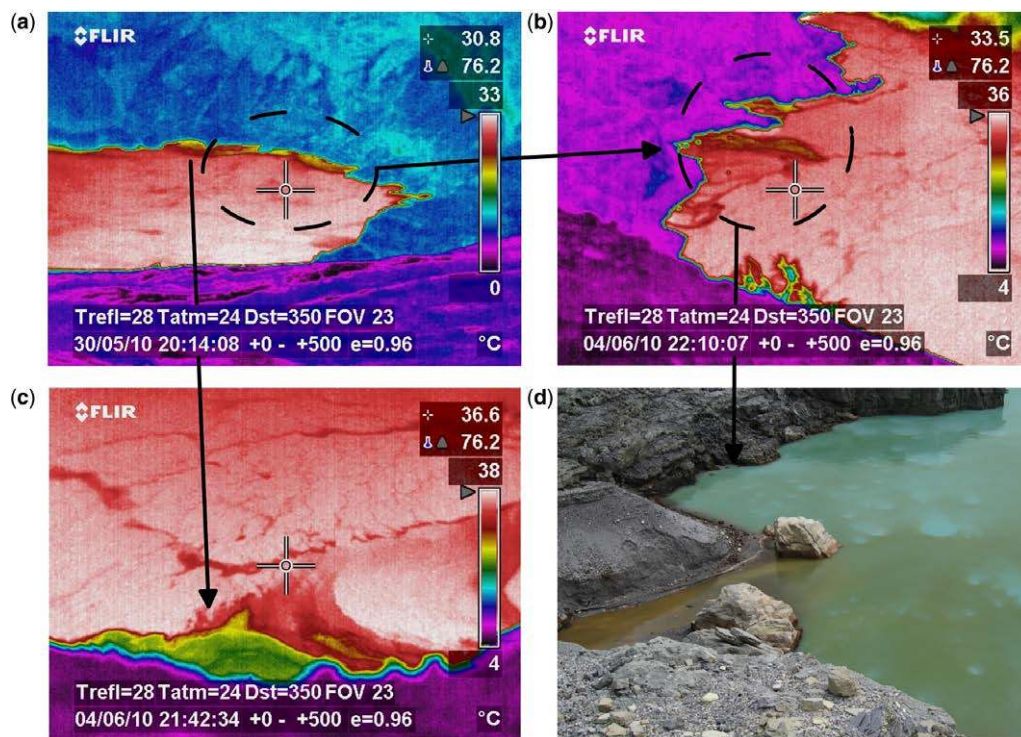 (a)
FLIR
30.8
76.2
33
0
Trefl=28 Tatm=24 Dst=350 FOV 23
30/05/10 20:14:08 +0 - +500 e=0.96 °C
(b)
FLIR
33.5
76.2
36
4
Trefl=28 Tatm=24 Dst=350 FOV 23
04/06/10 22:10:07 +0 - +500 e=0.96 °C
(c)
FLIR
36.6
76.2
38
4
Trefl=28 Tatm=24 Dst=350 FOV 23
04/06/10 21:42:34 +0 - +500 e=0.96 °C
(d)